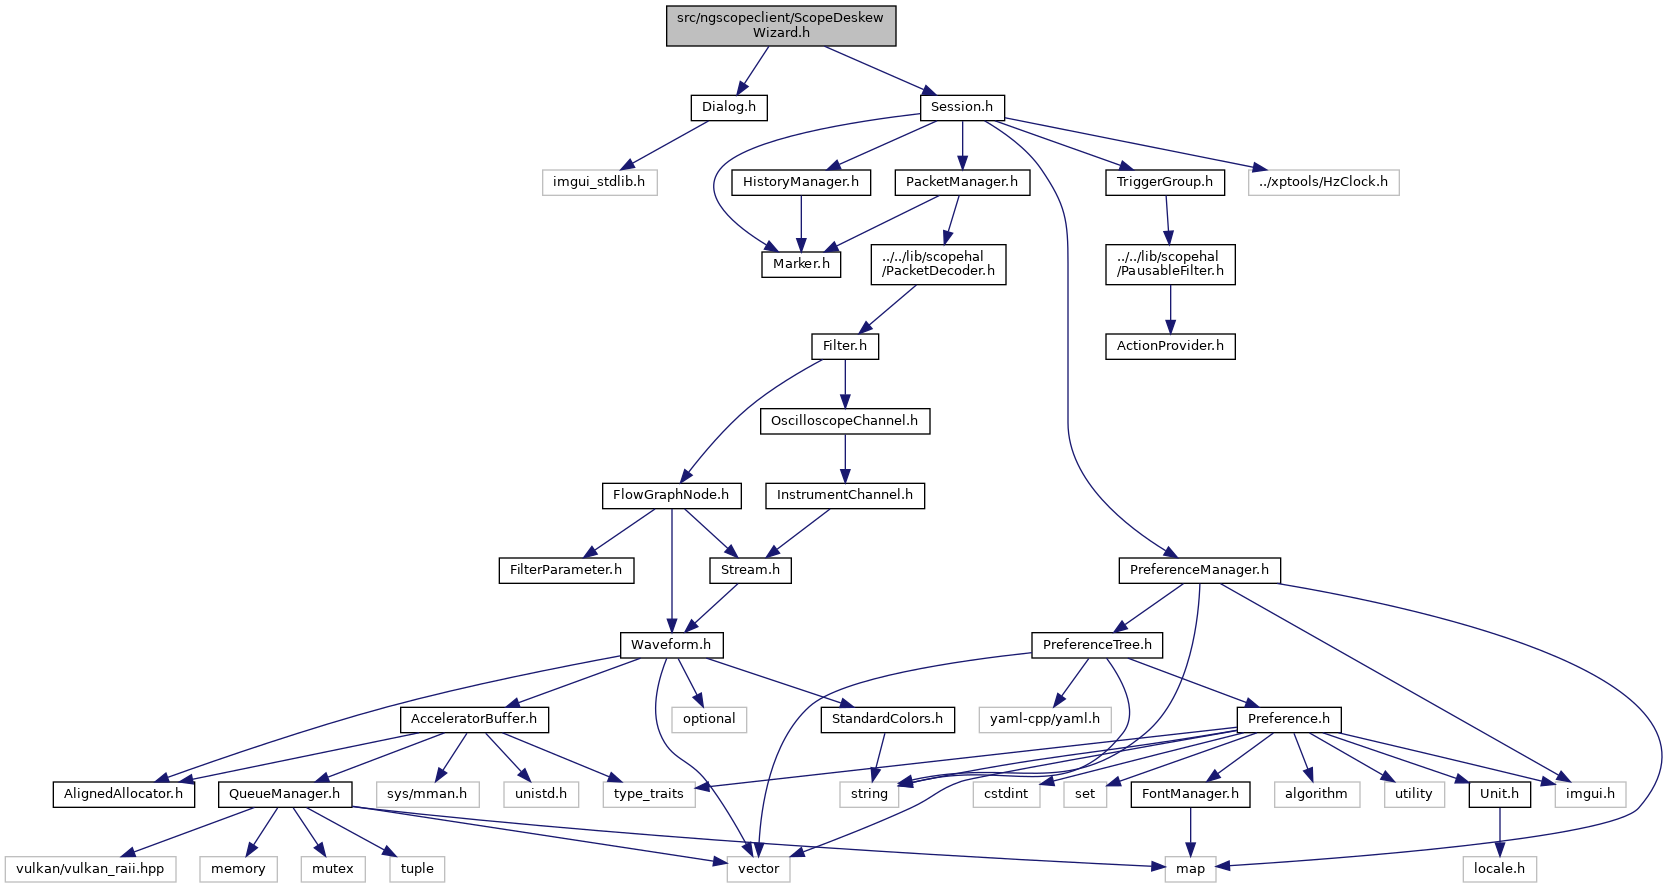 src/ngscopeclient/ScopeDeskew
Wizard.h
Dialog.h
Session.h
imgui_stdlib.h
HistoryManager.h
PacketManager.h
TriggerGroup.h
../xptools/HzClock.h
Marker.h
../../lib/scopehal
/PacketDecoder.h
../../lib/scopehal
/PausableFilter.h
Filter.h
ActionProvider.h
OscilloscopeChannel.h
FlowGraphNode.h
InstrumentChannel.h
FilterParameter.h
Stream.h
PreferenceManager.h
Waveform.h
PreferenceTree.h
AcceleratorBuffer.h
optional
StandardColors.h
yaml-cpp/yaml.h
Preference.h
AlignedAllocator.h
QueueManager.h
sys/mman.h
unistd.h
type_traits
string
cstdint
set
FontManager.h
algorithm
utility
Unit.h
imgui.h
vulkan/vulkan_raii.hpp
memory
mutex
tuple
vector
map
locale.h